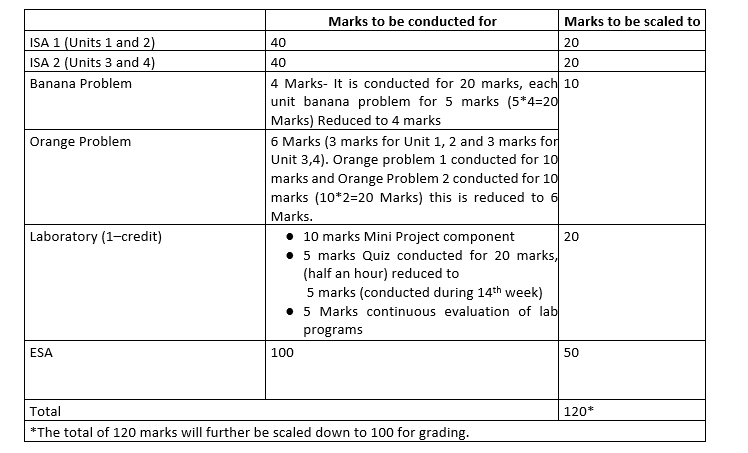 Marks to be conducted for Marks to be scaled to
ISA 1 (Units 1 and 2) 40 20
ISA 2 (Units 3 and 4) 40 20
Banana Problem 4 Marks- It is conducted for 20 marks, each 10
unit banana problem for 5 marks (5*4=20
Marks) Reduced to 4 marks
Orange Problem 6 Marks (3 marks for Unit 1, 2 and 3 marks for
Unit 3,4). Orange problem 1 conducted for 10
marks and Orange Problem 2 conducted for 10
marks (10*2=20 Marks) this is reduced to 6
Marks.
Laboratory (1–credit) ● 10 marks Mini Project component 20
● 5 marks Quiz conducted for 20 marks,
(half an hour) reduced to
5 marks (conducted during 14th week)
● 5 Marks continuous evaluation of lab
programs
ESA 100 50
Total 120*
*The total of 120 marks will further be scaled down to 100 for grading.